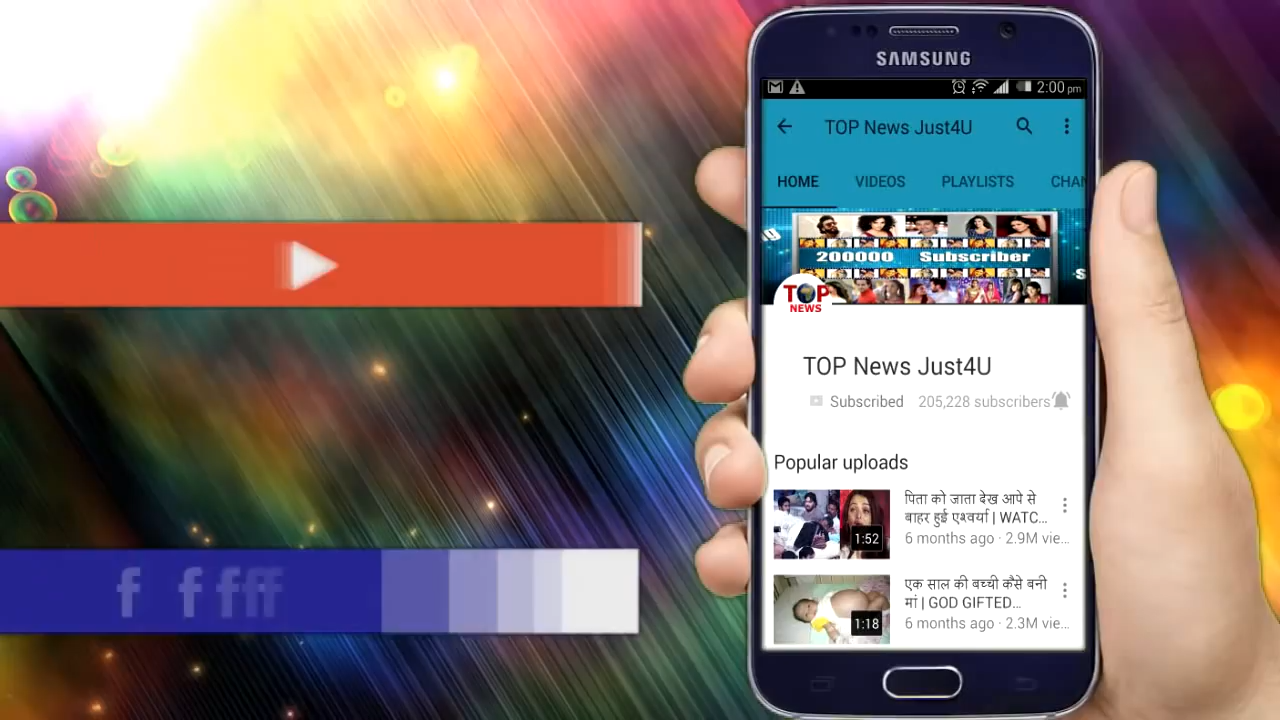 SAMSUNG
2:00 pm
TOP News Just4U
HOME VIDEOS PLAYLISTS CHAN
200000 Subscriber
TOP
NEWS
TOP News Just4U
Subscribed 205,228 subscribers
Popular uploads
पिता को जाता देख आपे से
बाहर हुई एश्वर्या | WATC...
6 months ago · 2.9M vie...
1:52
एक साल की बच्ची कैसे बनी
मां | GOD GIFTED...
6 months ago · 2.3M vie...
1:18
f f fff